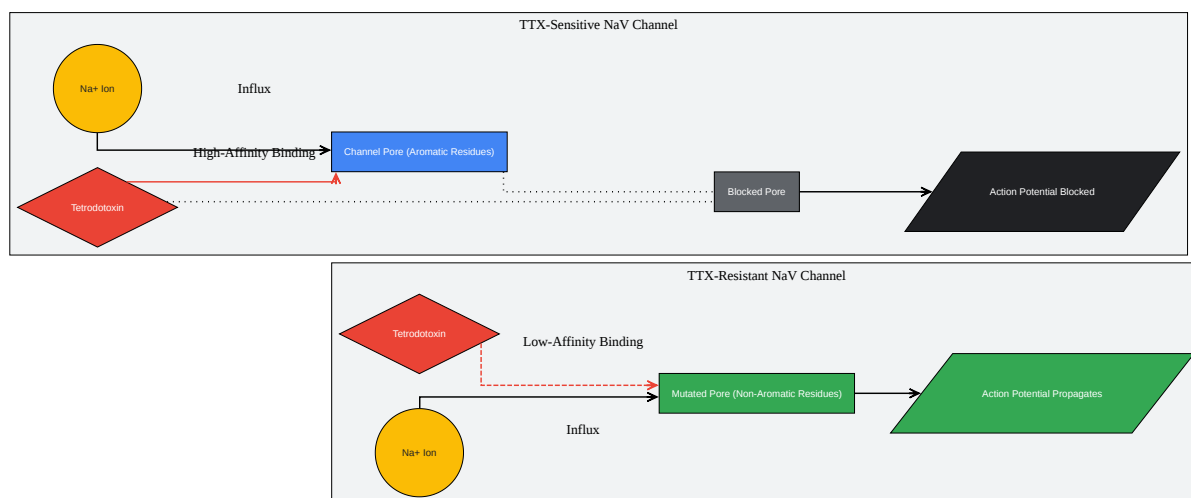 TTX-Sensitive NaV Channel
Na+ Ion
Influx
High-Affinity Binding
Channel Pore (Aromatic Residues)
Tetrodotoxin
Blocked Pore
Action Potential Blocked
TTX-Resistant NaV Channel
Tetrodotoxin
Low-Affinity Binding
Mutated Pore (Non-Aromatic Residues)
Action Potential Propagates
Influx
Na+ Ion